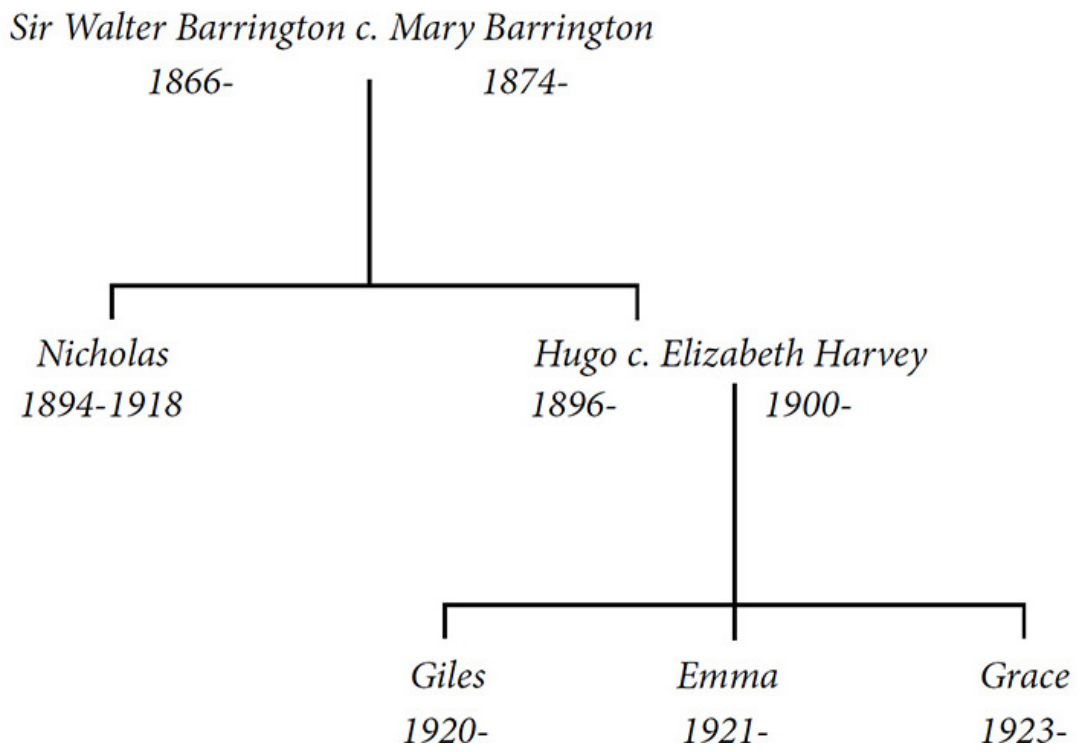 Sir Walter Barrington c. Mary Barrington
1866- 1874-
Nicholas Hugo c. Elizabeth Harvey
1894-1918 1896- 1900-
Giles Emma Grace
1920- 1921- 1923-